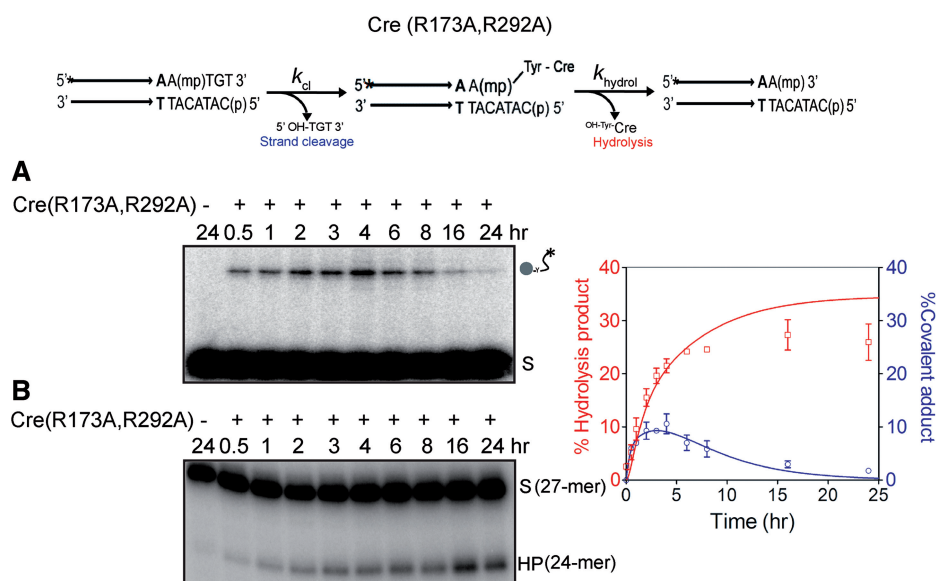 Cre (R173A,R292A)
5'* AA(mp)TGT 3'
3' T TACATAC(p) 5'
kcl
5' OH-TGT 3'
Strand cleavage
Tyr - Cre
5'* A A(mp)
3' T TACATAC(p) 5'
khydrol
OH-Tyr-Cre
Hydrolysis
5'* AA(mp) 3'
3' T TACATAC(p) 5'
A
Cre(R173A,R292A) - + + + + + + + + +
24 0.5 1 2 3 4 6 8 16 24 hr
-Y *
S
B
Cre(R173A,R292A) - + + + + + + + + +
24 0.5 1 2 3 4 6 8 16 24 hr
S (27-mer)
HP(24-mer)
% Hydrolysis product
40
30
20
10
0
%Covalent adduct
40
30
20
10
0
0 5 10 15 20 25
Time (hr)